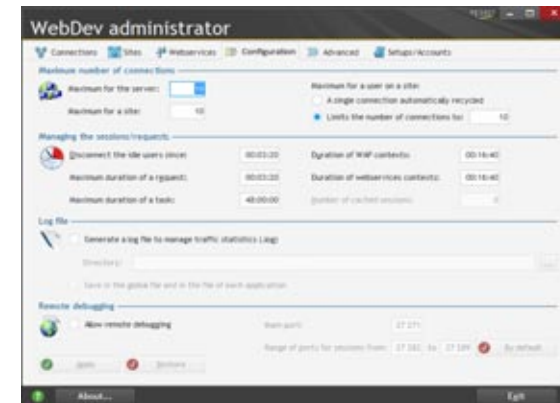 WebDev administrator
Connections Sites Webservices Configuration Advanced Setups/Accounts
Maximum number of connections
Maximum for the server: 10
Maximum for a site: 10
Maximum for a user on a site:
A single connection automatically recycled
Limits the number of connections to: 10
Managing the sessions/requests
Disconnect the idle users since: 00:03:20
Duration of WAP contexts: 00:16:40
Maximum duration of a request: 00:03:20
Duration of webservices contexts: 00:16:40
Maximum duration of a task: 48:00:00
Number of cached sessions:
Log file
Generate a log file to manage traffic statistics (.log)
Directory:
Save in the global file and in the file of each application
Remote debugging
Allow remote debugging
Main port: 27 271
Range of ports for sessions from: 27 282 to 27 289 By default
Apply Restore
About...
Exit